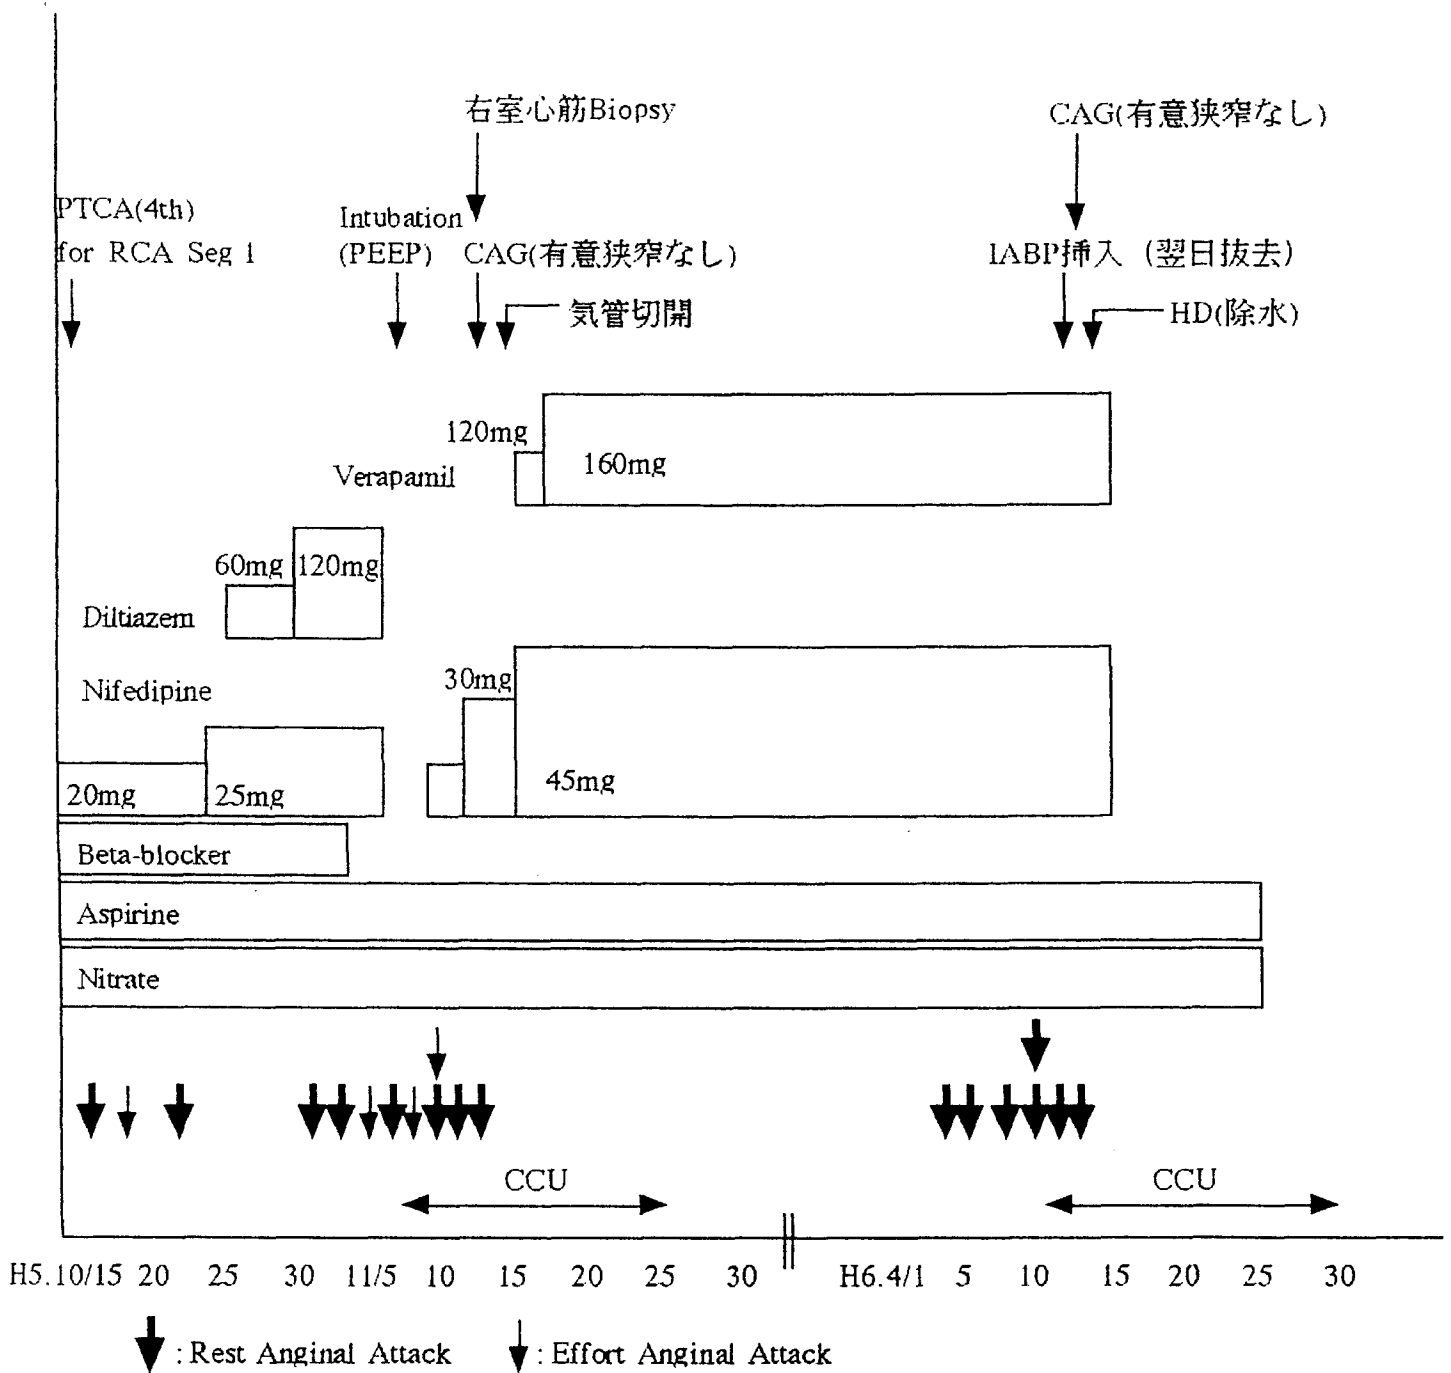 右室心筋Biopsy
CAG(有意狭窄なし)
PTCA(4th)
for RCA Seg 1
Intubation
(PEEP)
CAG(有意狭窄なし)
IABP挿入 (翌日抜去)
気管切開
HD(除水)
120mg
Verapamil
160mg
60mg
120mg
Diltiazem
Nifedipine
30mg
20mg
25mg
45mg
Beta-blocker
Aspirine
Nitrate
CCU
CCU
H5.10/15 20 25 30 11/5 10 15 20 25 30 H6.4/1 5 10 15 20 25 30
: Rest Anginal Attack
: Effort Anginal Attack